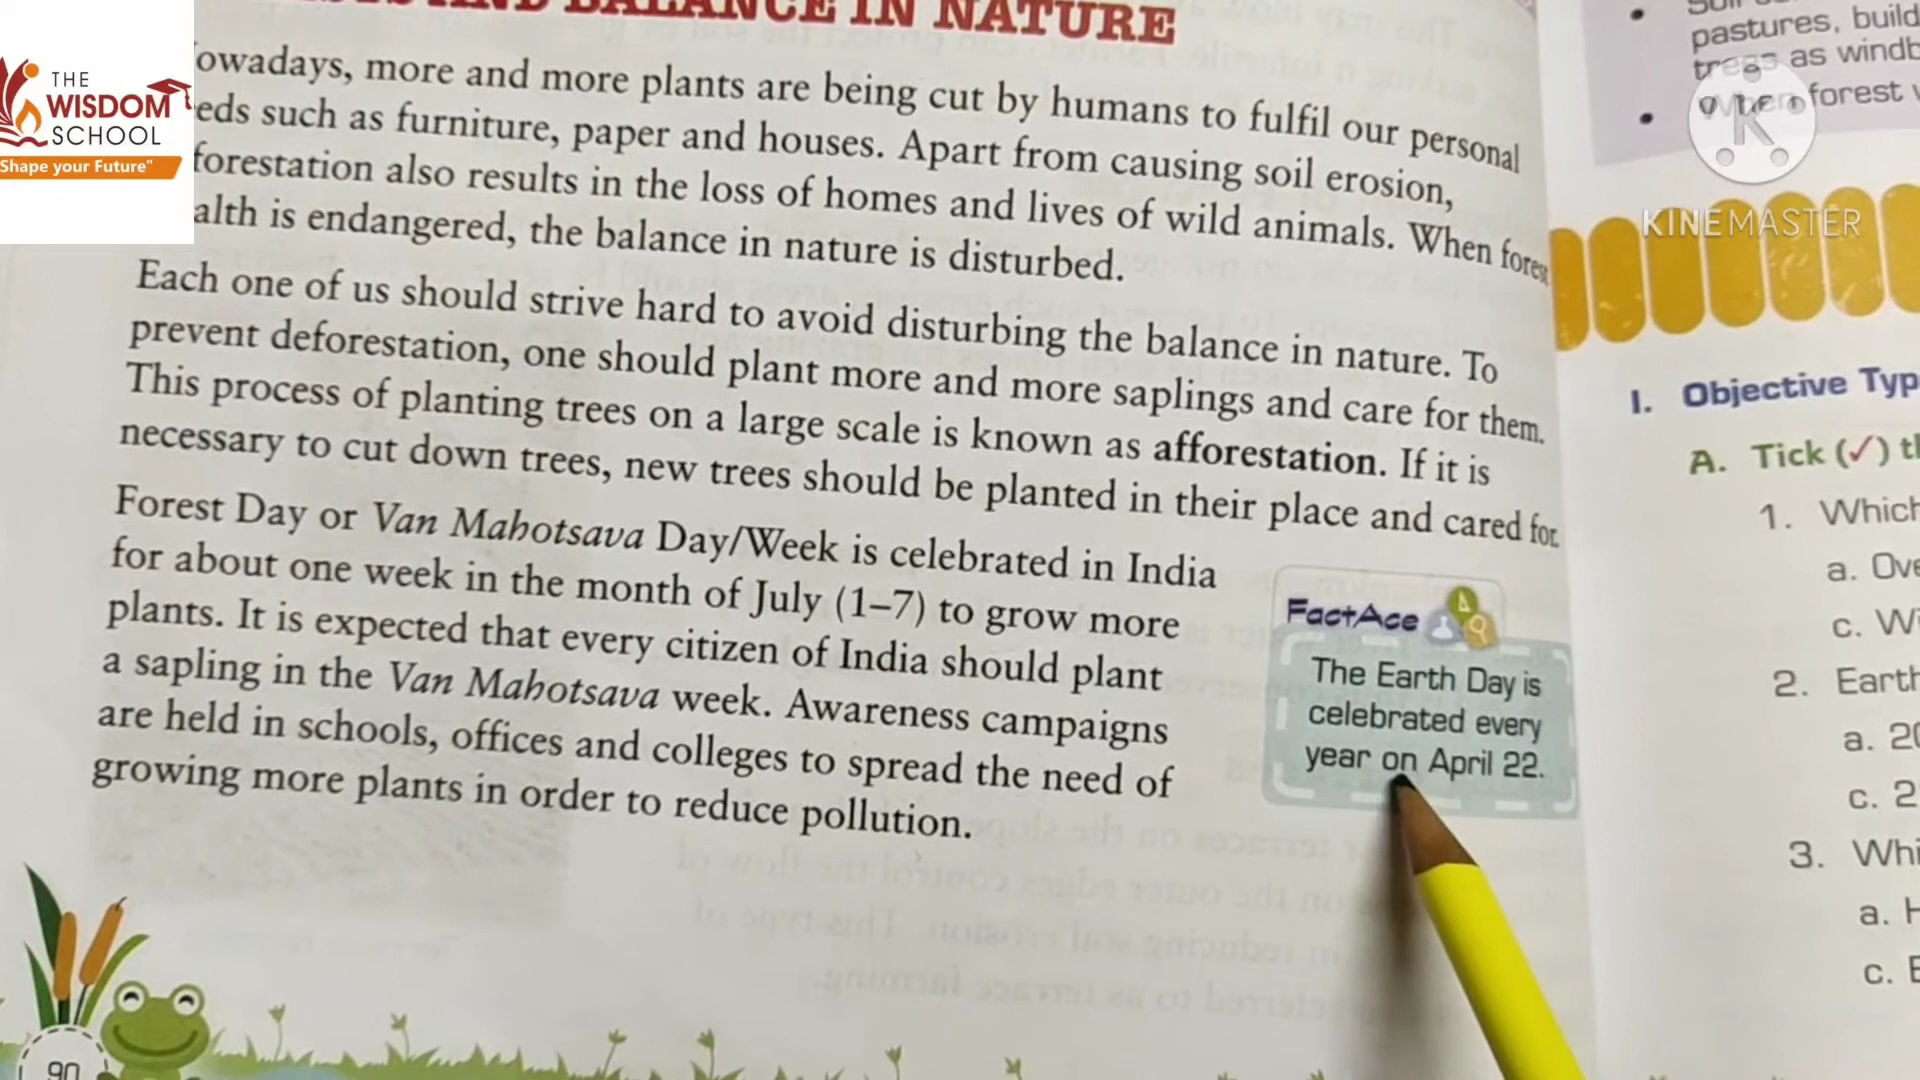 AND BALANCE IN NATURE
THE
WISDOM
SCHOOL
Shape your Future"
owadays, more and more plants are being cut by humans to fulfil our personal
eds such as furniture, paper and houses. Apart from causing soil erosion,
forestation also results in the loss of homes and lives of wild animals. When fores
alth is endangered, the balance in nature is disturbed.
Each one of us should strive hard to avoid disturbing the balance in nature. To
prevent deforestation, one should plant more and more saplings and care for them.
This process of planting trees on a large scale is known as afforestation. If it is
necessary to cut down trees, new trees should be planted in their place and cared for.
Forest Day or Van Mahotsava Day/Week is celebrated in India
for about one week in the month of July (1–7) to grow more
plants. It is expected that every citizen of India should plant
a sapling in the Van Mahotsava week. Awareness campaigns
are held in schools, offices and colleges to spread the need of
growing more plants in order to reduce pollution.
FactAce
The Earth Day is
celebrated every
year on April 22.
90
pastures, build
trees as windb
When forest
K
KINEMASTER
I. Objective Typ
A. Tick (✓) th
1. Which
a. Ove
c. Wi
2. Earth
a. 20
c. 2
3. Whi
a. H
c. E